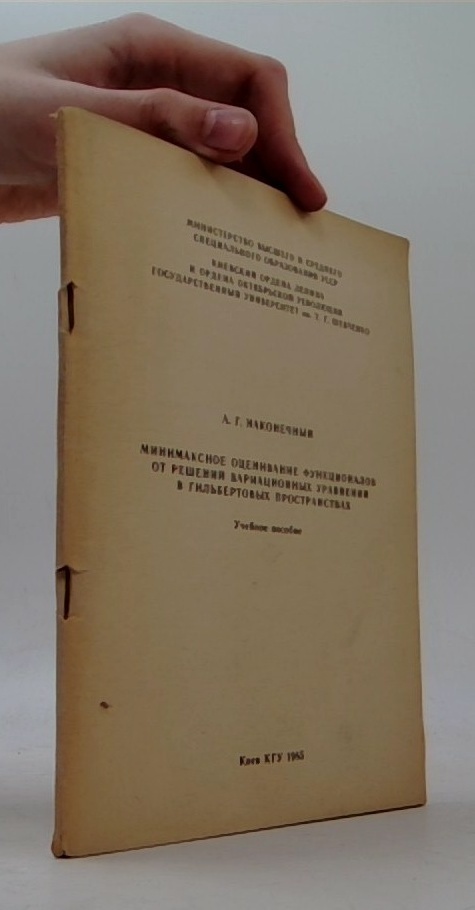 МИНИСТЕРСТВО ВЫСШЕГО И СРЕДНЕГО
СПЕЦИАЛЬНОГО ОБРАЗОВАНИЯ УССР
КИЕВСКИЙ ОРДЕНА ЛЕНИНА
И ОРДЕНА ОКТЯБРЬСКОЙ РЕВОЛЮЦИИ
ГОСУДАРСТВЕННЫЙ УНИВЕРСИТЕТ им. Т. Г. ШЕВЧЕНКО
А. Г. НАКОНЕЧНЫЙ
МИНИМАКСНОЕ ОЦЕНИВАНИЕ ФУНКЦИОНАЛОВ
ОТ РЕШЕНИЙ ВАРИАЦИОННЫХ УРАВНЕНИЙ
В ГИЛЬБЕРТОВЫХ ПРОСТРАНСТВАХ
Учебное пособие
Киев КГУ 1985